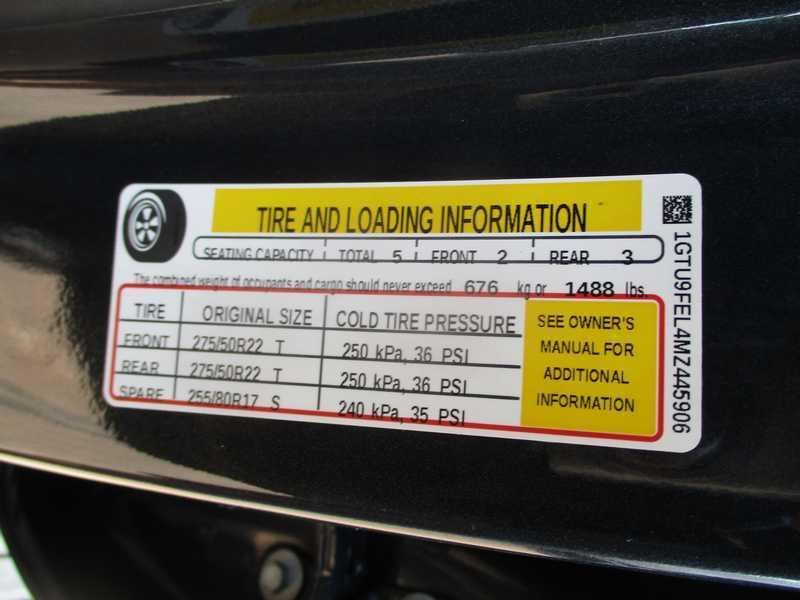 TIRE AND LOADING INFORMATION
SEATING CAPACITY TOTAL 5 FRONT 2 REAR 3
The combined weight of occupants and cargo should never exceed 676 kg or 1488 lbs.
TIRE ORIGINAL SIZE COLD TIRE PRESSURE
FRONT 275/50R22 T 250 kPa, 36 PSI
REAR 275/50R22 T 250 kPa, 36 PSI
SPARE 255/80R17 S 240 kPa, 35 PSI
SEE OWNER'S
MANUAL FOR
ADDITIONAL
INFORMATION
1GTU9FEL4MZ445906